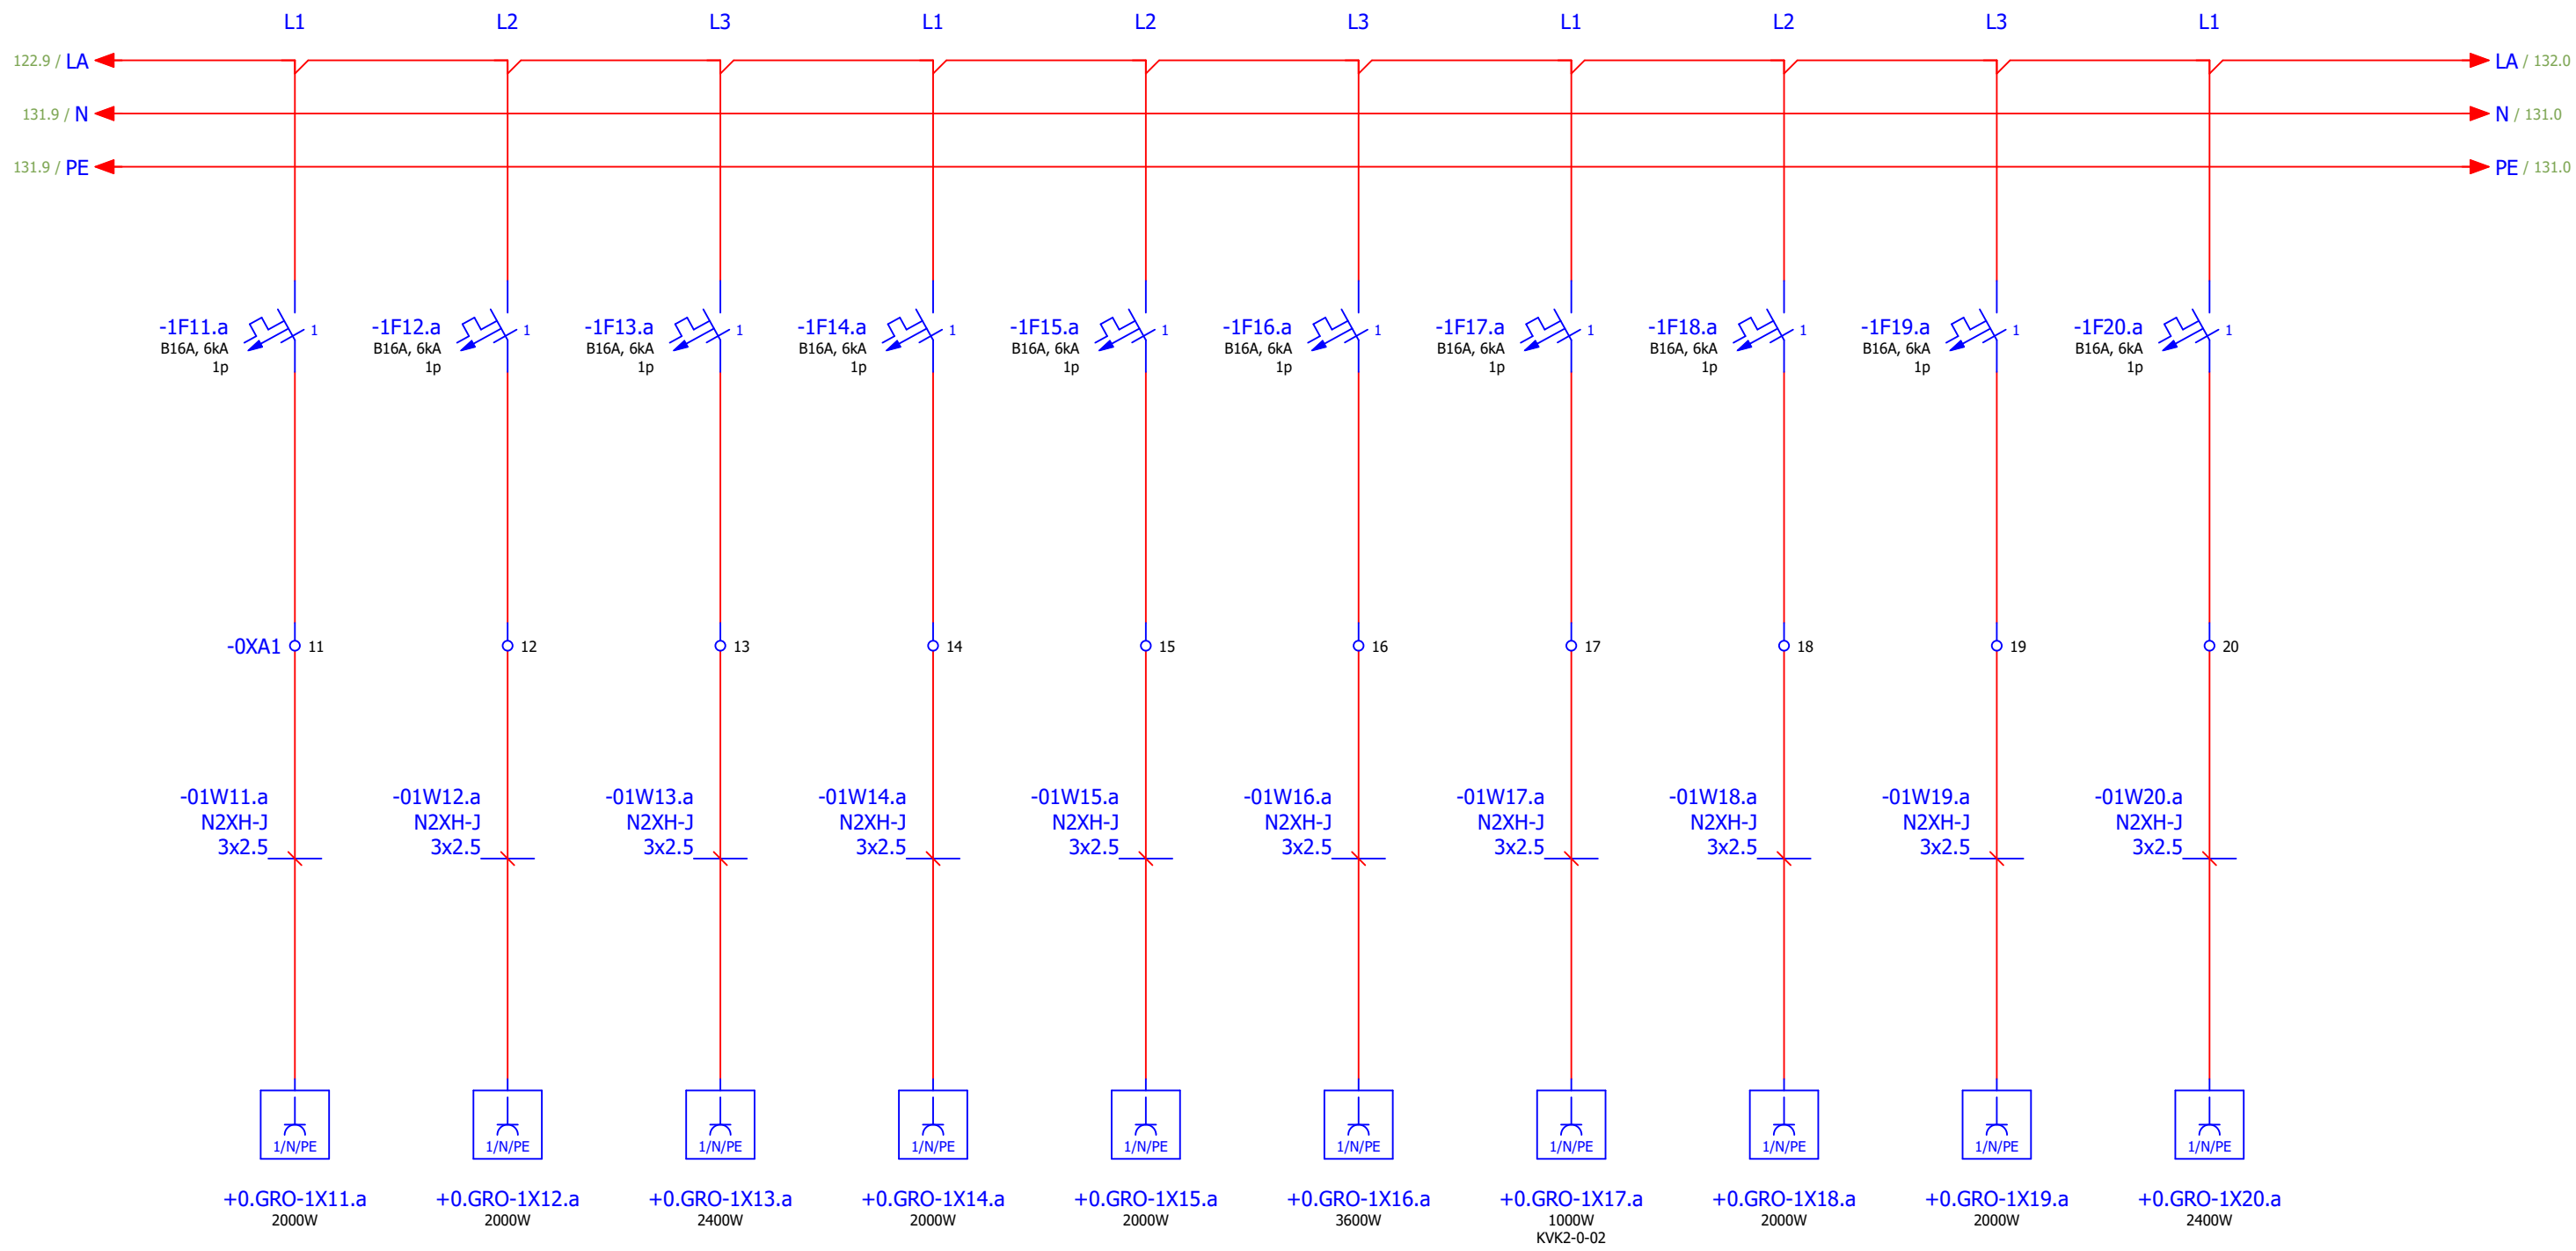 L1 L2 L3 L1 L2 L3 L1 L2 L3 L1
122.9 / LA LA / 132.0
131.9 / N N / 131.0
131.9 / PE PE / 131.0
-1F11.a 1 -1F12.a 1 -1F13.a 1 -1F14.a 1 -1F15.a 1 -1F16.a 1 -1F17.a 1 -1F18.a 1 -1F19.a 1 -1F20.a 1
B16A, 6kA B16A, 6kA B16A, 6kA B16A, 6kA B16A, 6kA B16A, 6kA B16A, 6kA B16A, 6kA B16A, 6kA B16A, 6kA
1p 1p 1p 1p 1p 1p 1p 1p 1p 1p
-0XA1 11 12 13 14 15 16 17 18 19 20
-01W11.a -01W12.a -01W13.a -01W14.a -01W15.a -01W16.a -01W17.a -01W18.a -01W19.a -01W20.a
N2XH-J N2XH-J N2XH-J N2XH-J N2XH-J N2XH-J N2XH-J N2XH-J N2XH-J N2XH-J
3x2.5 3x2.5 3x2.5 3x2.5 3x2.5 3x2.5 3x2.5 3x2.5 3x2.5 3x2.5
1/N/PE 1/N/PE 1/N/PE 1/N/PE 1/N/PE 1/N/PE 1/N/PE 1/N/PE 1/N/PE 1/N/PE
+0.GRO-1X11.a +0.GRO-1X12.a +0.GRO-1X13.a +0.GRO-1X14.a +0.GRO-1X15.a +0.GRO-1X16.a +0.GRO-1X17.a +0.GRO-1X18.a +0.GRO-1X19.a +0.GRO-1X20.a
2000W 2000W 2400W 2000W 2000W 3600W 1000W 2000W 2000W 2400W
KVK2-0-02